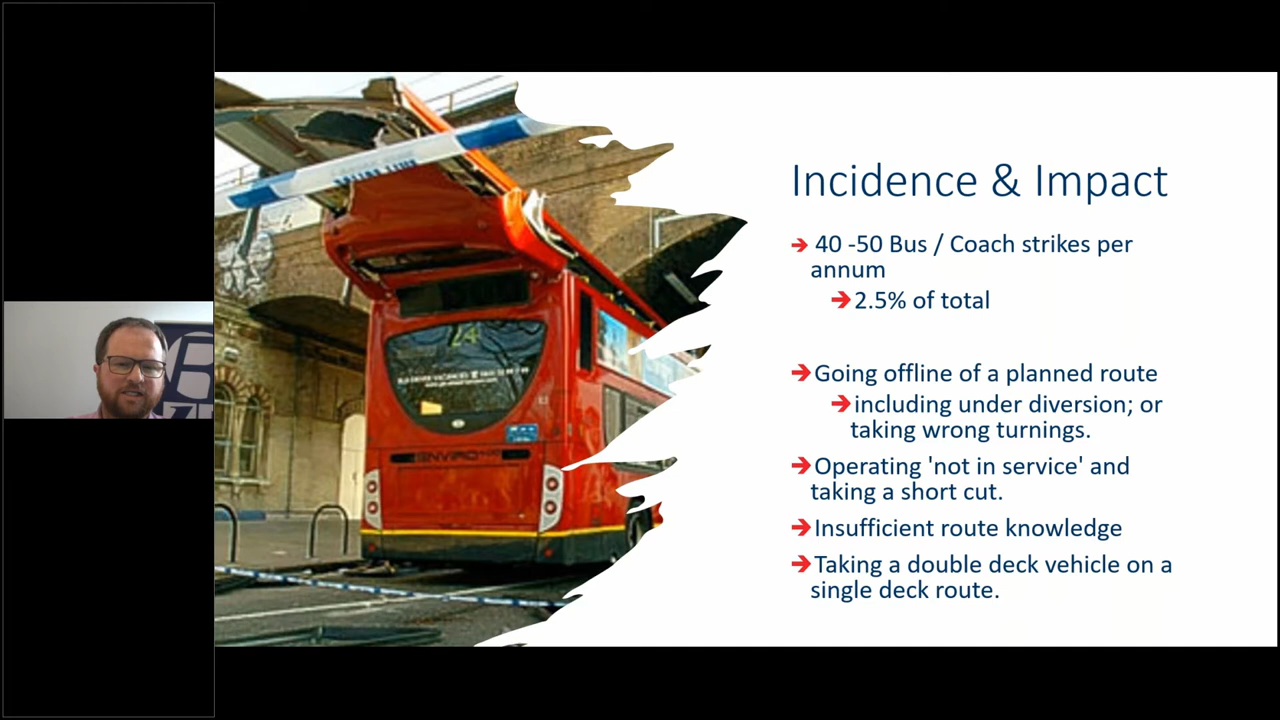 Incidence & Impact
➔ 40 -50 Bus / Coach strikes per
annum
➔ 2.5% of total
➔ Going offline of a planned route
➔ including under diversion; or
taking wrong turnings.
➔ Operating 'not in service' and
taking a short cut.
➔ Insufficient route knowledge
➔ Taking a double deck vehicle on a
single deck route.
24